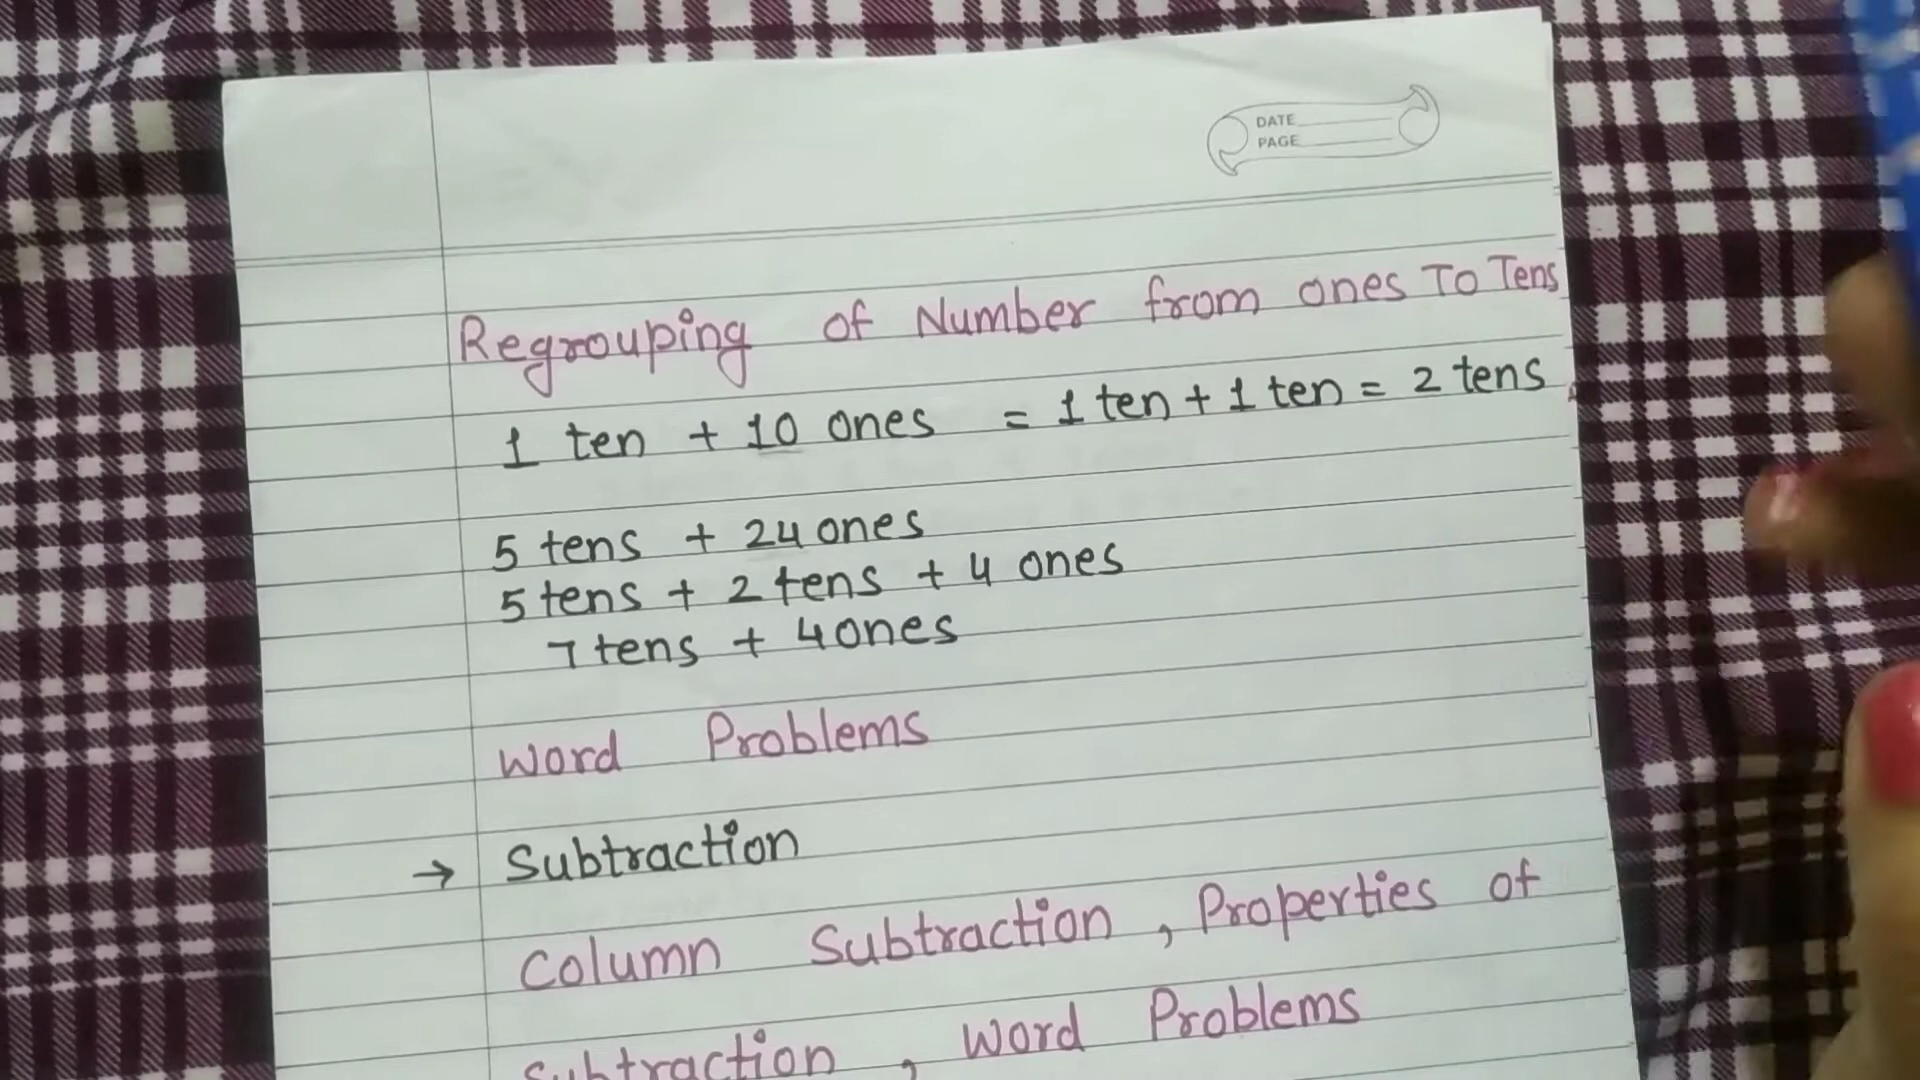 DATE
PAGE
Regrouping of Number from ones To Tens
1 ten + 10 ones = 1 ten + 1 ten = 2 tens
5 tens + 24 ones
5 tens + 2 tens + 4 ones
7 tens + 4 ones
Word Problems
→ Subtraction
Column Subtraction , Properties of
Subtraction , Word Problems